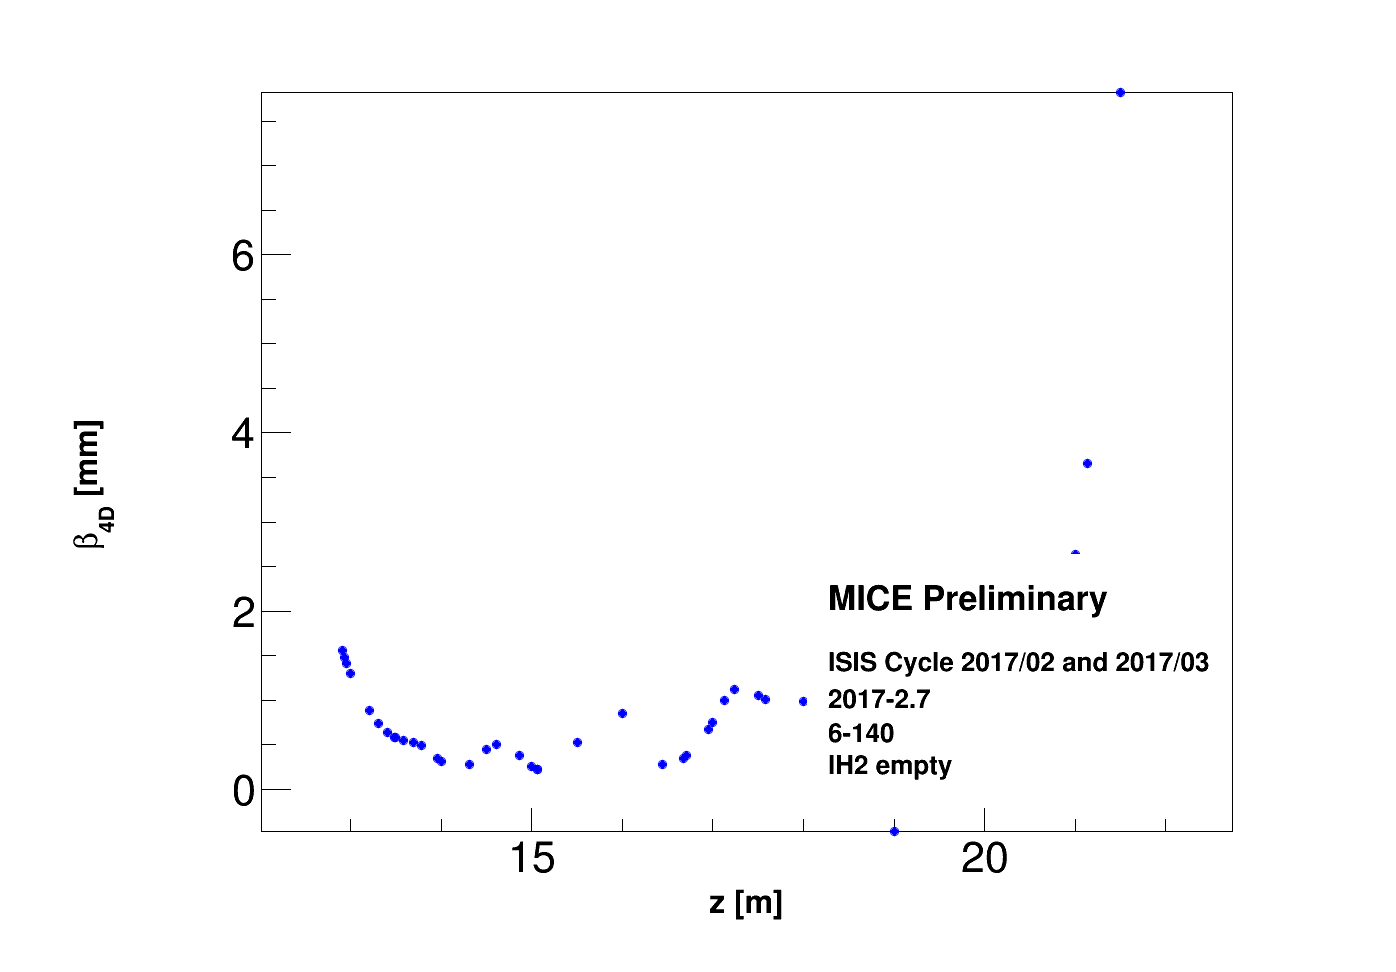 6
4
2
0
β4D [mm]
MICE Preliminary
ISIS Cycle 2017/02 and 2017/03
2017-2.7
6-140
IH2 empty
15 20
z [m]